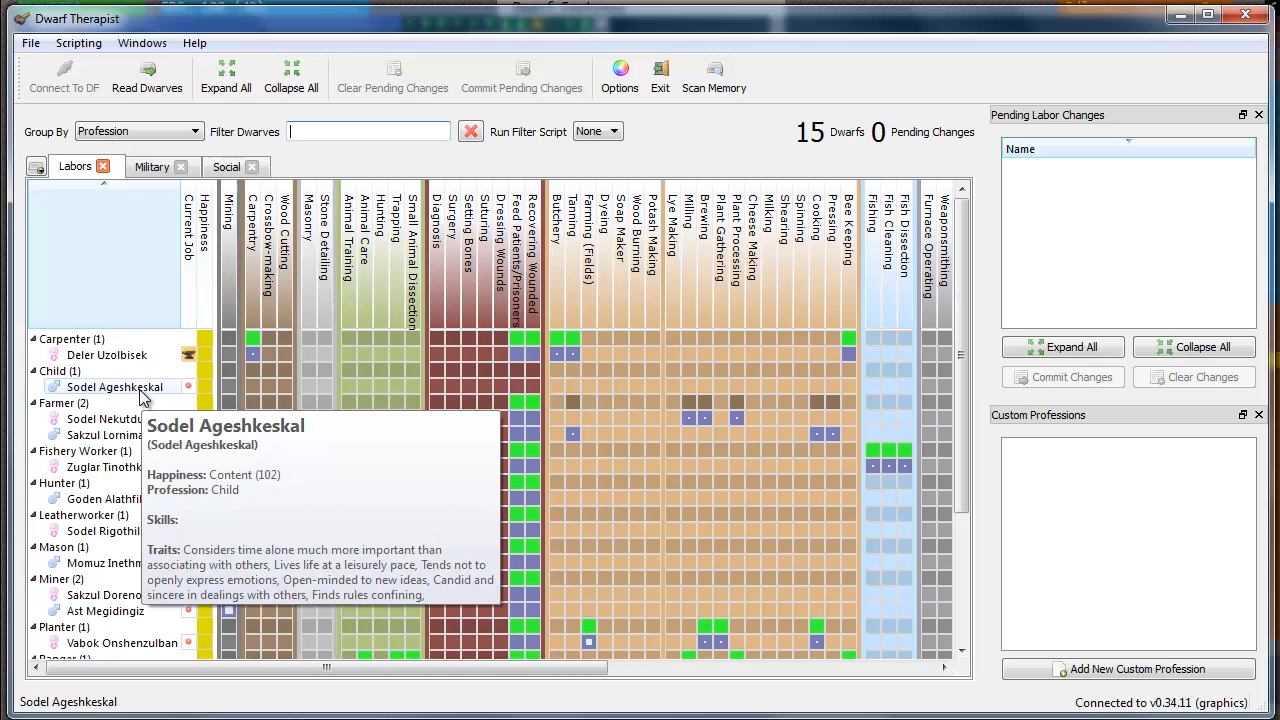 Dwarf Therapist
File Scripting Windows Help
Connect To DF Read Dwarves Expand All Collapse All Clear Pending Changes Commit Pending Changes Options Exit Scan Memory
Group By Profession Filter Dwarves Run Filter Script None 15 Dwarfs 0 Pending Changes
Labors Military Social
Current Job
Happiness
Mining
Carpentry
Crossbow-making
Wood Cutting
Masonry
Stone Detailing
Animal Training
Animal Care
Hunting
Trapping
Small Animal Dissection
Diagnosis
Surgery
Setting Bones
Suturing
Dressing Wounds
Feed Patients/Prisoners
Recovering Wounded
Butchery
Tanning
Farming (Fields)
Dyeing
Soap Maker
Wood Burning
Potash Making
Lye Making
Milling
Brewing
Plant Gathering
Plant Processing
Cheese Making
Milking
Shearing
Spinning
Cooking
Pressing
Bee Keeping
Fishing
Fish Cleaning
Fish Dissection
Furnace Operating
Weaponsmithing
Carpenter (1)
Deler Uzolbisek
Child (1)
Sodel Ageshkeskal
Farmer (2)
Sodel Nekutdu
Sakzul Lornima
Fishery Worker (1)
Zuglar Tinothk
Hunter (1)
Goden Alathfi
Leatherworker (1)
Sodel Rigothil
Mason (1)
Momuz Ineth
Miner (2)
Sakzul Doreno
Ast Megidingiz
Planter (1)
Vabok Onshenzulban
Ranger (1)
Sodel Ageshkeskal
(Sodel Ageshkeskal)
Happiness: Content (102)
Profession: Child
Skills:
Traits: Considers time alone much more important than
associating with others, Lives life at a leisurely pace, Tends not to
openly express emotions, Open-minded to new ideas, Candid and
sincere in dealings with others, Finds rules confining,
Pending Labor Changes
Name
Expand All Collapse All
Commit Changes Clear Changes
Custom Professions
Add New Custom Profession
Sodel Ageshkeskal Connected to v0.34.11 (graphics)